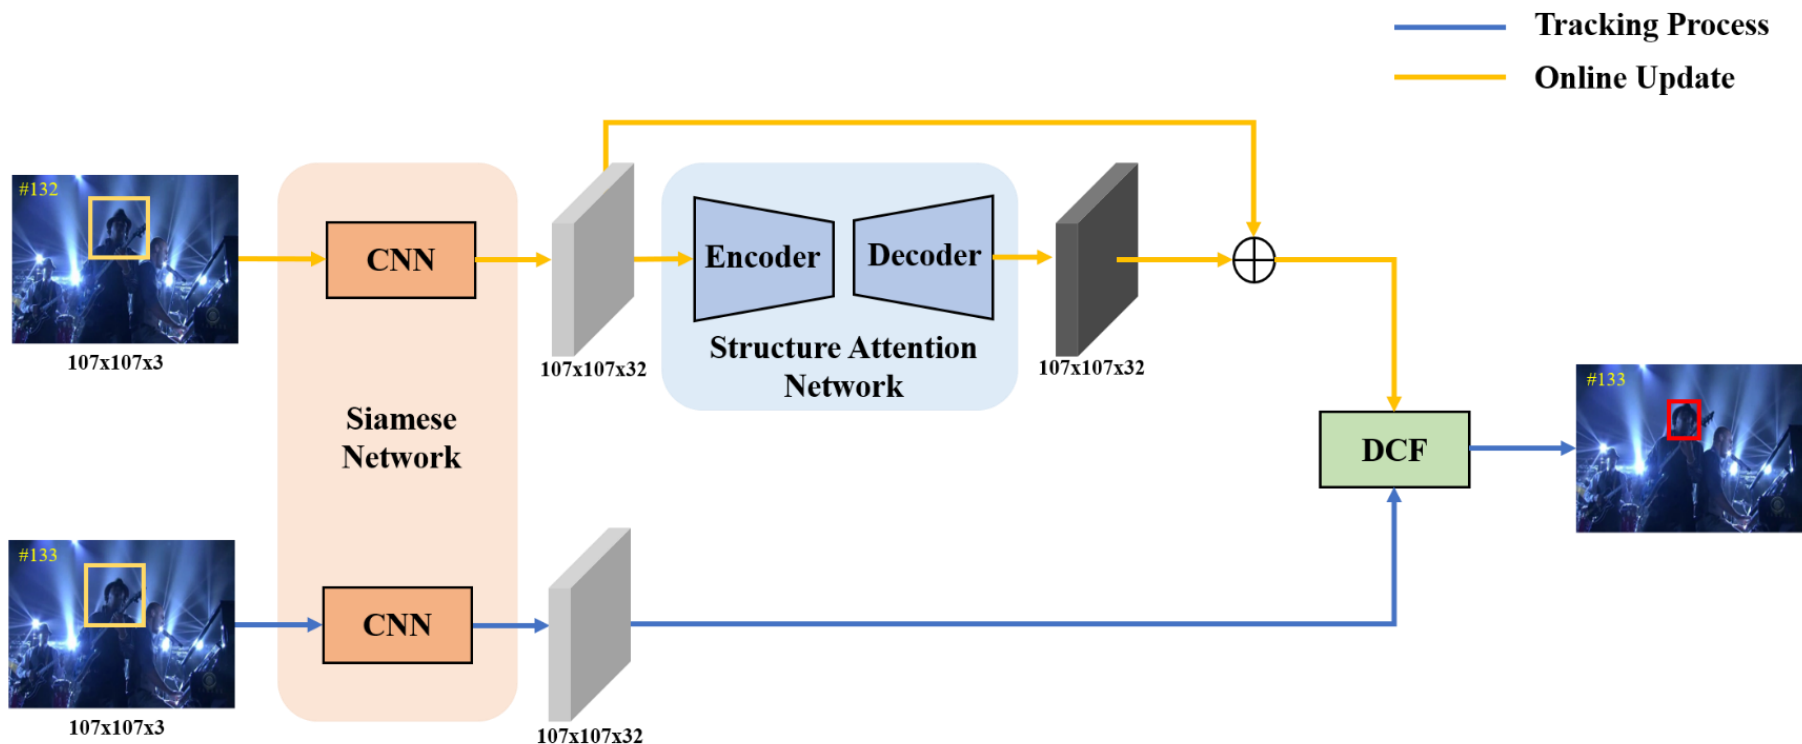 Tracking Process
Online Update
#132
107x107x3
CNN
107x107x32
Encoder
Decoder
Structure Attention
Network
107x107x32
Siamese
Network
#133
107x107x3
CNN
107x107x32
DCF
#133